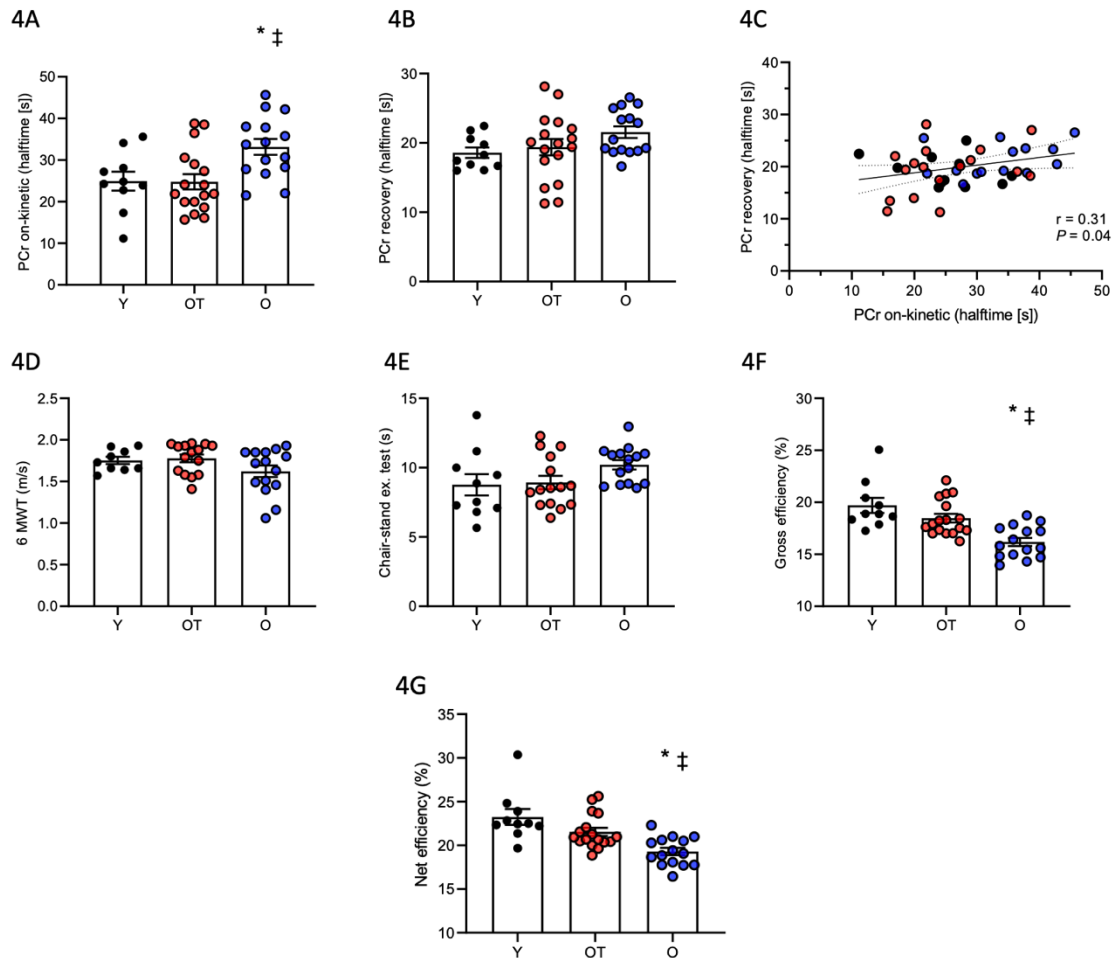 4A
* ‡
PCr on-kinetic (halftime [s])
50
40
30
20
10
0
Y
OT
O
4B
PCr recovery (halftime [s])
30
20
10
0
Y
OT
O
4C
PCr recovery (halftime [s])
40
30
20
10
0
r = 0.31
P = 0.04
0
10
20
30
40
50
PCr on-kinetic (halftime [s])
4D
6 MWT (m/s)
2.5
2.0
1.5
1.0
0.5
0.0
Y
OT
O
4E
Chair-stand ex. test (s)
15
10
5
0
Y
OT
O
4F
* ‡
Gross efficiency (%)
30
25
20
15
10
Y
OT
O
4G
* ‡
Net efficiency (%)
35
30
25
20
15
10
Y
OT
O